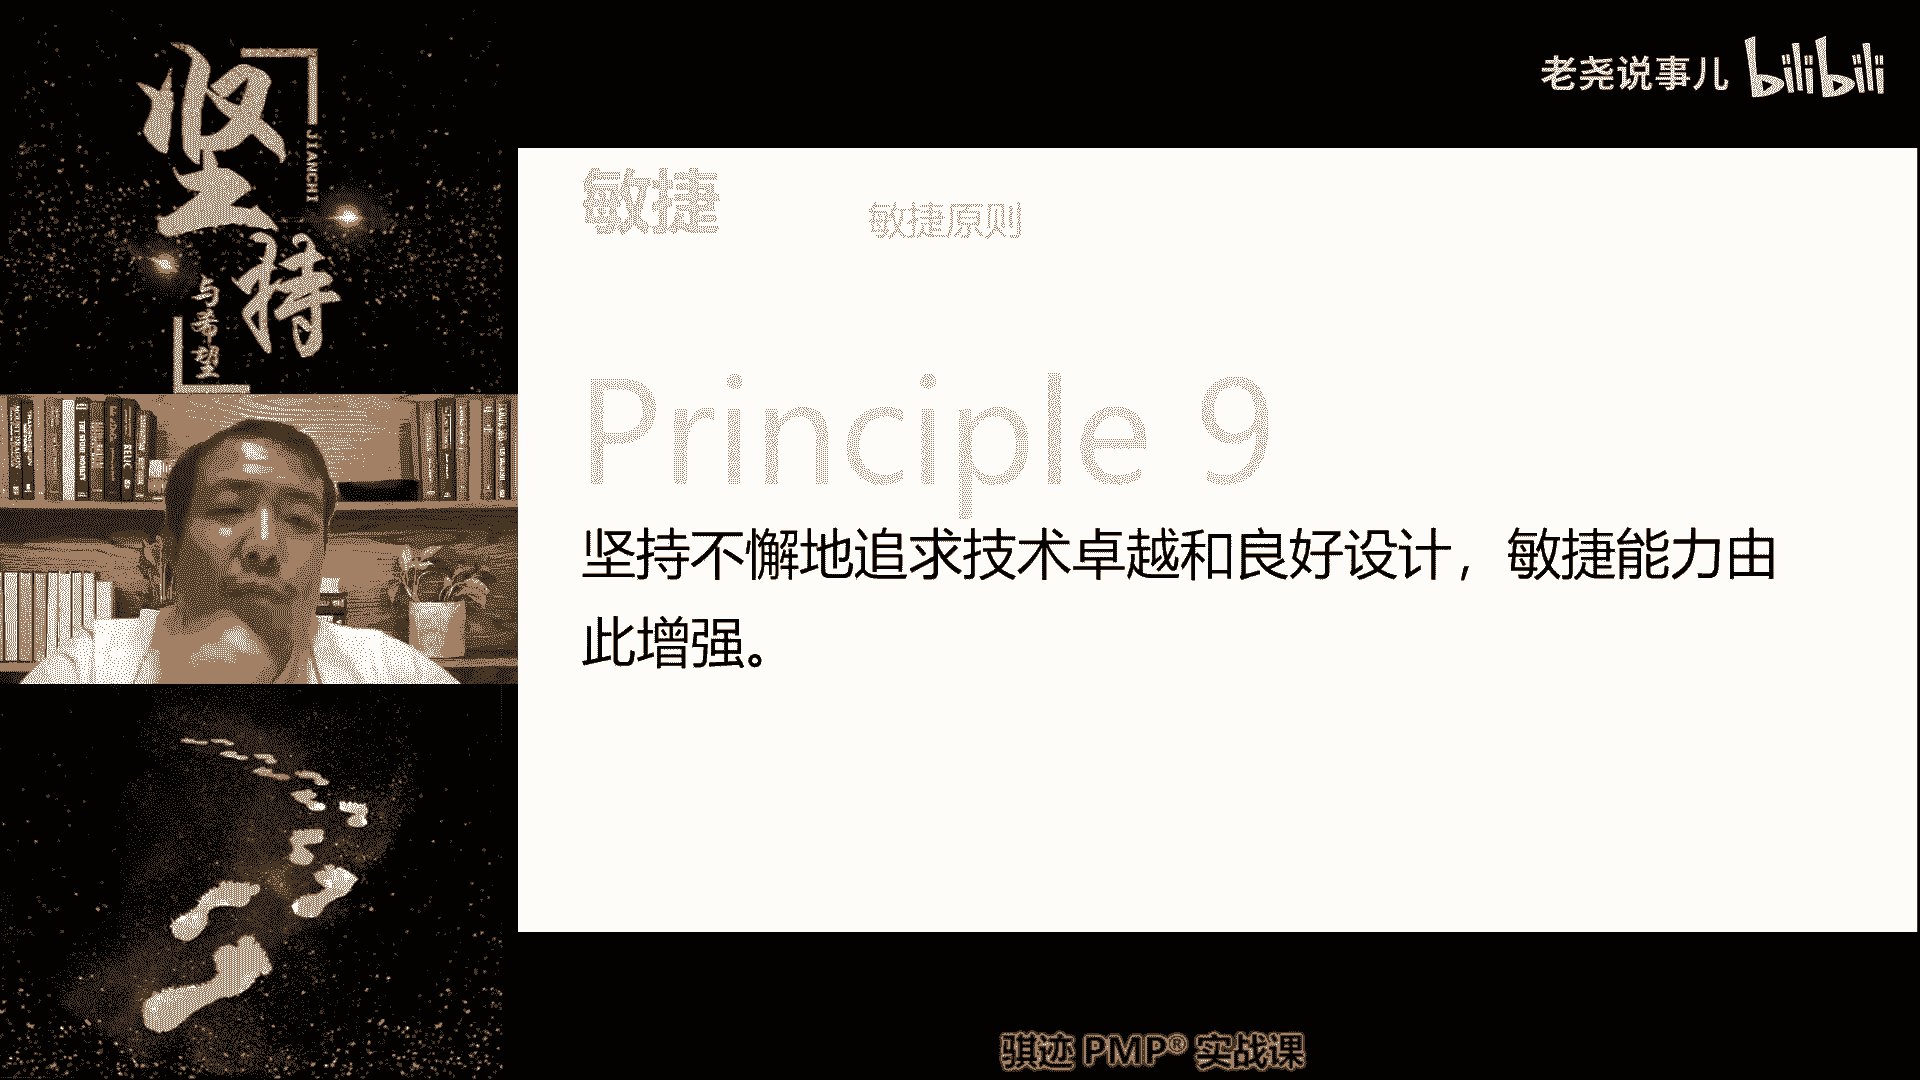 坚持
JIANCHI
与希望
老尧说事儿 bilibili
敏捷
敏捷原则
Principle 9
坚持不懈地追求技术卓越和良好设计，敏捷能力由
此增强。
骐迹 PMP® 实战课